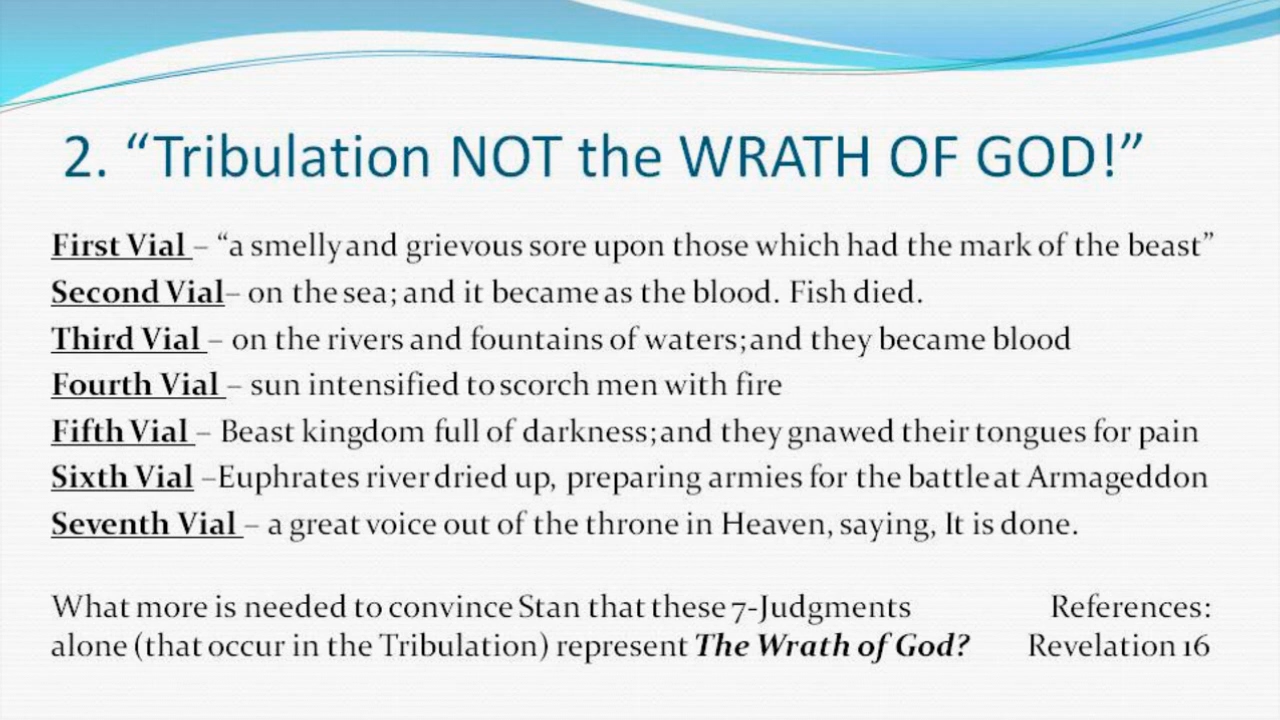 2. “Tribulation NOT the WRATH OF GOD!”
First Vial – “a smelly and grievous sore upon those which had the mark of the beast”
Second Vial– on the sea; and it became as the blood. Fish died.
Third Vial – on the rivers and fountains of waters; and they became blood
Fourth Vial – sun intensified to scorch men with fire
Fifth Vial – Beast kingdom full of darkness; and they gnawed their tongues for pain
Sixth Vial –Euphrates river dried up, preparing armies for the battle at Armageddon
Seventh Vial – a great voice out of the throne in Heaven, saying, It is done.
What more is needed to convince Stan that these 7-Judgments References:
alone (that occur in the Tribulation) represent The Wrath of God? Revelation 16